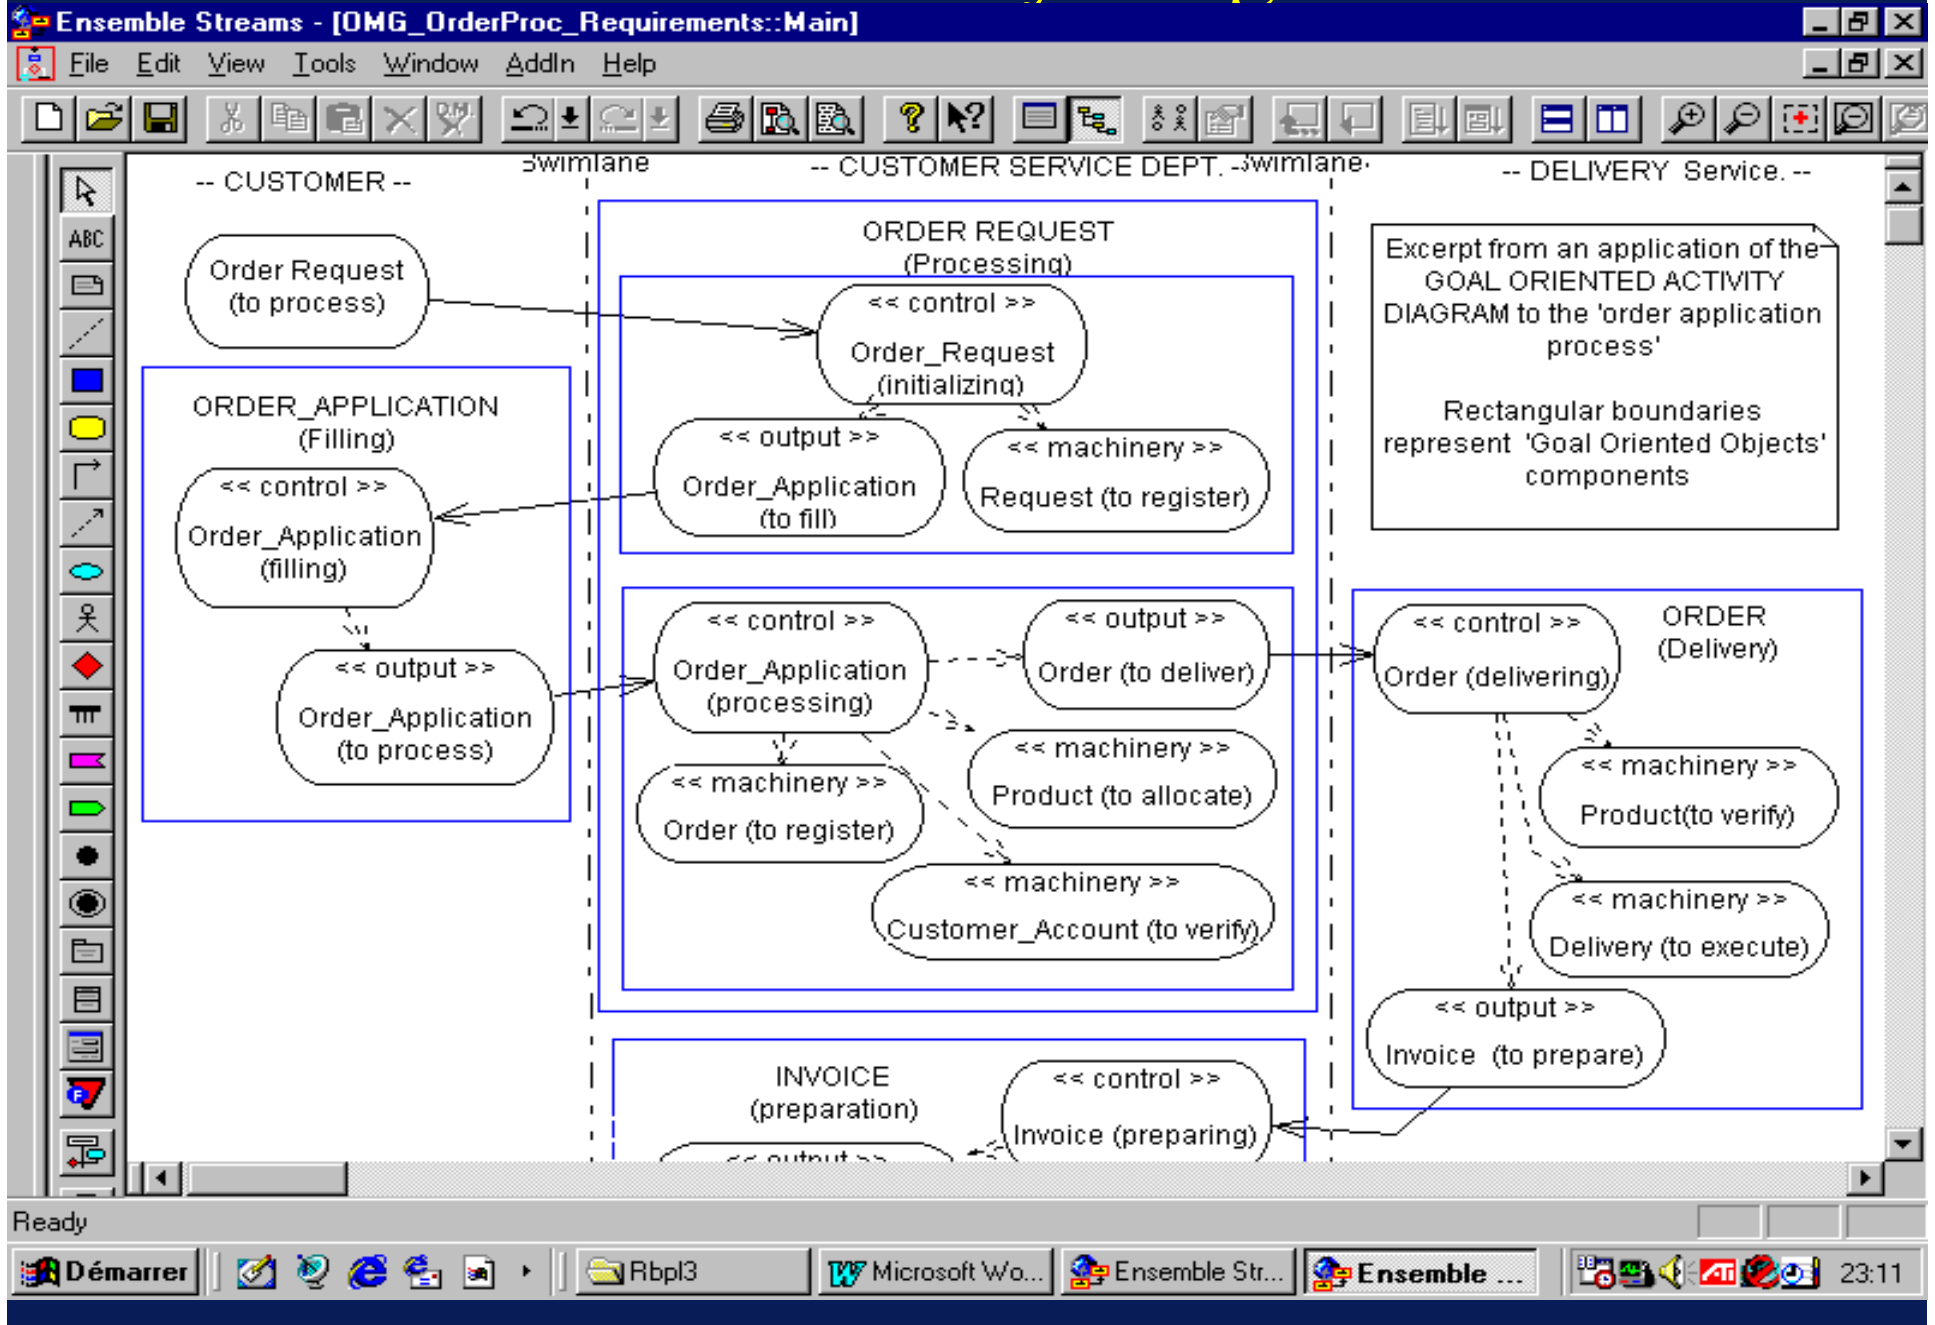 Ensemble Streams - [OMG_OrderProc_Requirements::Main]
File Edit View Tools Window AddIn Help
ABC
-- CUSTOMER --
Swimlane
-- CUSTOMER SERVICE DEPT. --
Swimlane
-- DELIVERY Service. --
Order Request
(to process)
ORDER_APPLICATION
(Filling)
<< control >>
Order_Application
(filling)
<< output >>
Order_Application
(to process)
ORDER REQUEST
(Processing)
<< control >>
Order_Request
(initializing)
<< output >>
Order_Application
(to fill)
<< machinery >>
Request (to register)
<< control >>
Order_Application
(processing)
<< output >>
Order (to deliver)
<< machinery >>
Product (to allocate)
<< machinery >>
Order (to register)
<< machinery >>
Customer_Account (to verify)
INVOICE
(preparation)
<< control >>
Invoice (preparing)
<< output >>
Excerpt from an application of the
GOAL ORIENTED ACTIVITY
DIAGRAM to the 'order application
process'
Rectangular boundaries
represent 'Goal Oriented Objects'
components
ORDER
(Delivery)
<< control >>
Order (delivering)
<< machinery >>
Product(to verify)
<< machinery >>
Delivery (to execute)
<< output >>
Invoice (to prepare)
Ready
Démarrer
Rbpl3
Microsoft Wo...
Ensemble Str...
Ensemble ...
ATI
23:11